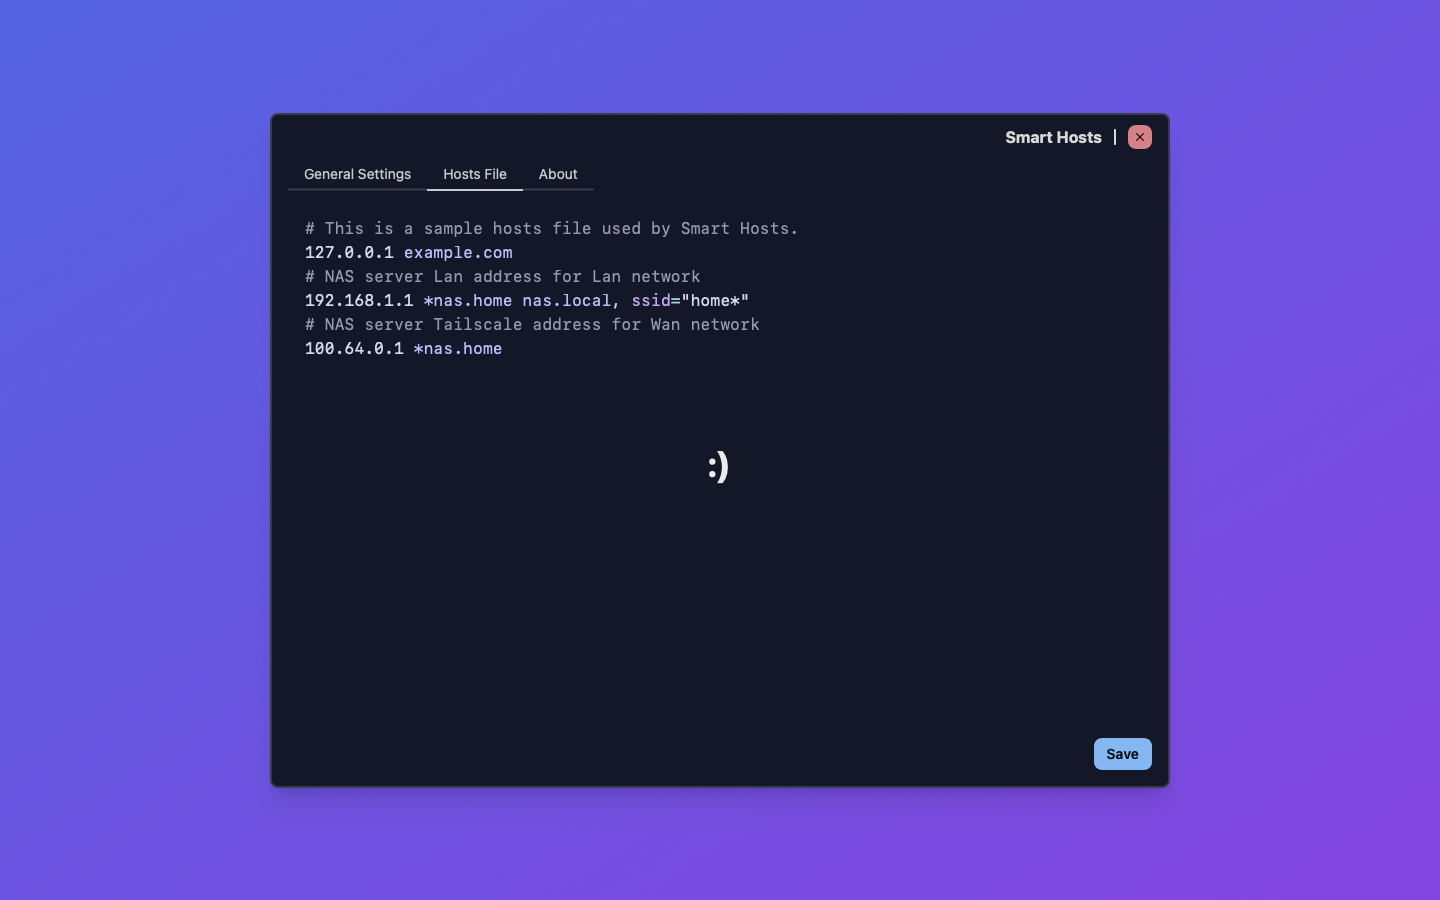 Smart Hosts |
General Settings Hosts File About
# This is a sample hosts file used by Smart Hosts.
127.0.0.1 example.com
# NAS server Lan address for Lan network
192.168.1.1 *nas.home nas.local, ssid="home*"
# NAS server Tailscale address for Wan network
100.64.0.1 *nas.home
:)
Save